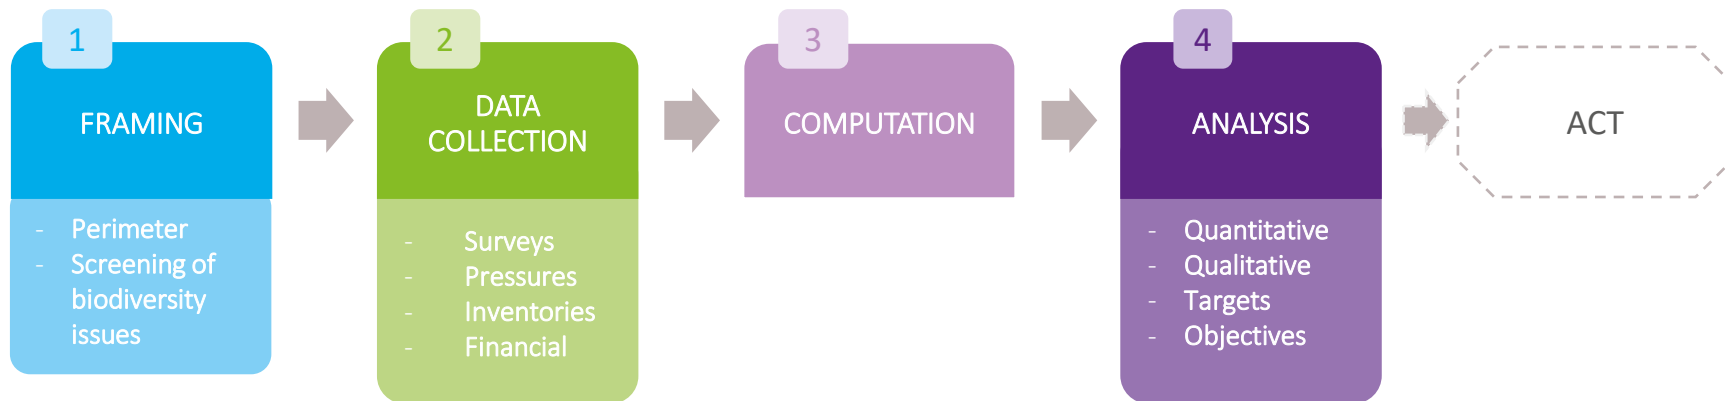 1
FRAMING
- Perimeter
- Screening of
biodiversity
issues
2
DATA
COLLECTION
- Surveys
- Pressures
- Inventories
- Financial
3
COMPUTATION
4
ANALYSIS
- Quantitative
- Qualitative
- Targets
- Objectives
ACT